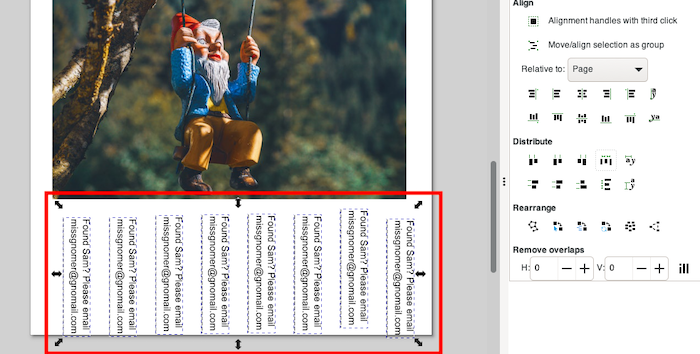 Align
Alignment handles with third click
Move/align selection as group
Relative to: Page
Distribute
Rearrange
Remove overlaps
H: 0 − + V: 0 − +
Found Sam? Please email
missgnomer@gnomail.com
Found Sam? Please email
missgnomer@gnomail.com
Found Sam? Please email
missgnomer@gnomail.com
Found Sam? Please email
missgnomer@gnomail.com
Found Sam? Please email
missgnomer@gnomail.com
Found Sam? Please email
missgnomer@gnomail.com
Found Sam? Please email
missgnomer@gnomail.com
Found Sam? Please email
missgnomer@gnomail.com